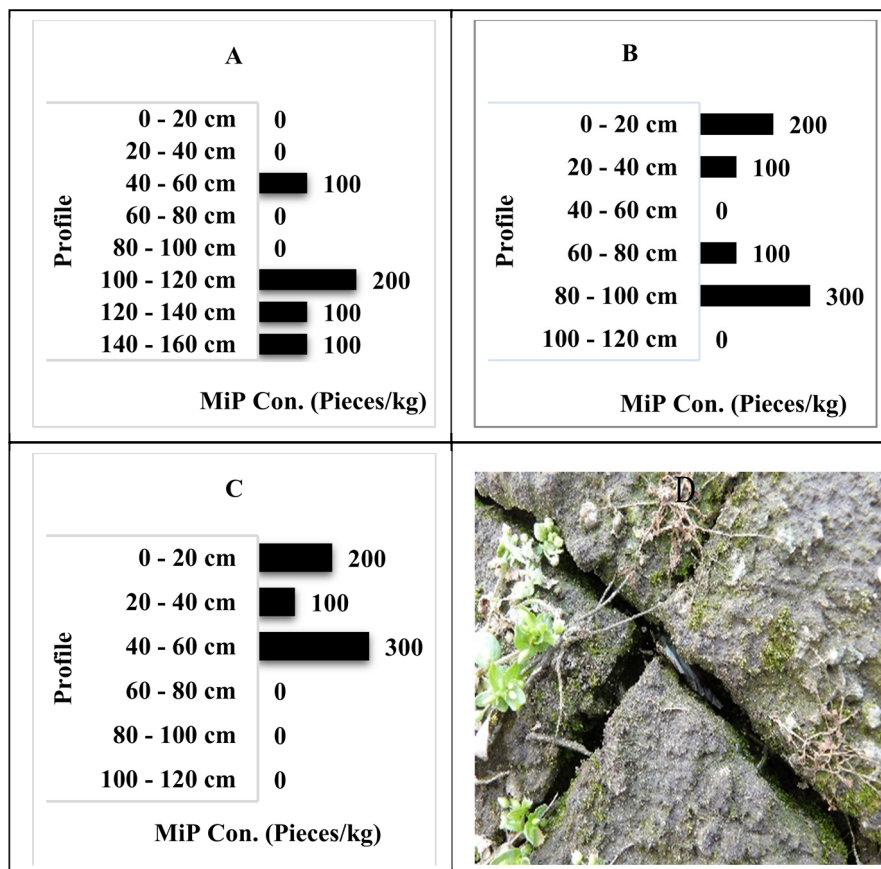 A
Profile
0 - 20 cm 0
20 - 40 cm 0
40 - 60 cm 100
60 - 80 cm 0
80 - 100 cm 0
100 - 120 cm 200
120 - 140 cm 100
140 - 160 cm 100
MiP Con. (Pieces/kg)
B
Profile
0 - 20 cm 200
20 - 40 cm 100
40 - 60 cm 0
60 - 80 cm 100
80 - 100 cm 300
100 - 120 cm 0
MiP Con. (Pieces/kg)
C
Profile
0 - 20 cm 200
20 - 40 cm 100
40 - 60 cm 300
60 - 80 cm 0
80 - 100 cm 0
100 - 120 cm 0
MiP Con. (Pieces/kg)
D